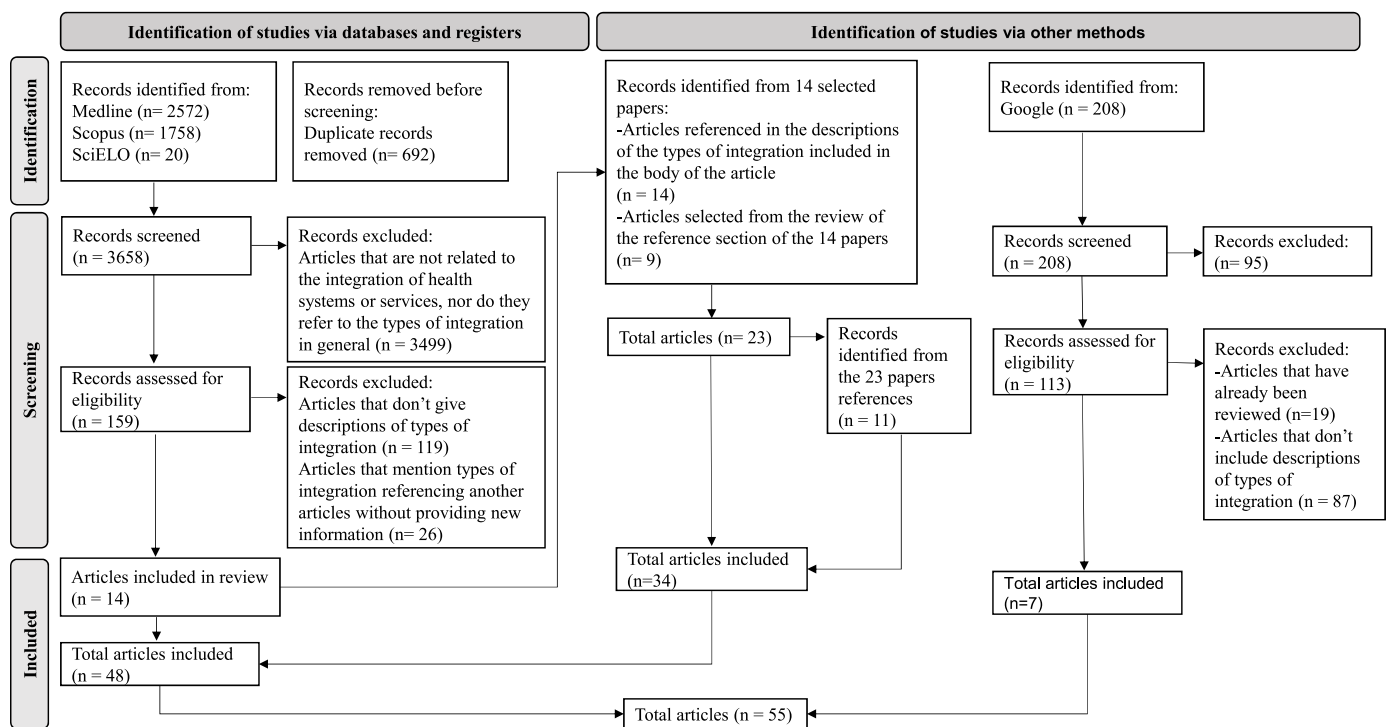 Identification of studies via databases and registers
Identification of studies via other methods
Identification
Records identified from:
Medline (n= 2572)
Scopus (n= 1758)
SciELO (n= 20)
Records removed before
screening:
Duplicate records
removed (n= 692)
Records identified from 14 selected
papers:
-Articles referenced in the descriptions
of the types of integration included in
the body of the article
(n = 14)
-Articles selected from the review of
the reference section of the 14 papers
(n= 9)
Records identified from:
Google (n = 208)
Screening
Records screened
(n = 3658)
Records excluded:
Articles that are not related to
the integration of health
systems or services, nor do they
refer to the types of integration
in general (n = 3499)
Records screened
(n = 208)
Records excluded:
(n= 95)
Total articles (n= 23)
Records
identified from
the 23 papers
references
(n = 11)
Records assessed for
eligibility
(n = 159)
Records excluded:
Articles that don’t give
descriptions of types of
integration (n = 119)
Articles that mention types of
integration referencing another
articles without providing new
information (n= 26)
Records assessed for
eligibility
(n = 113)
Records excluded:
-Articles that have
already been
reviewed (n=19)
-Articles that don’t
include descriptions
of types of
integration (n = 87)
Included
Articles included in review
(n = 14)
Total articles included
(n=34)
Total articles included
(n=7)
Total articles included
(n = 48)
Total articles (n = 55)